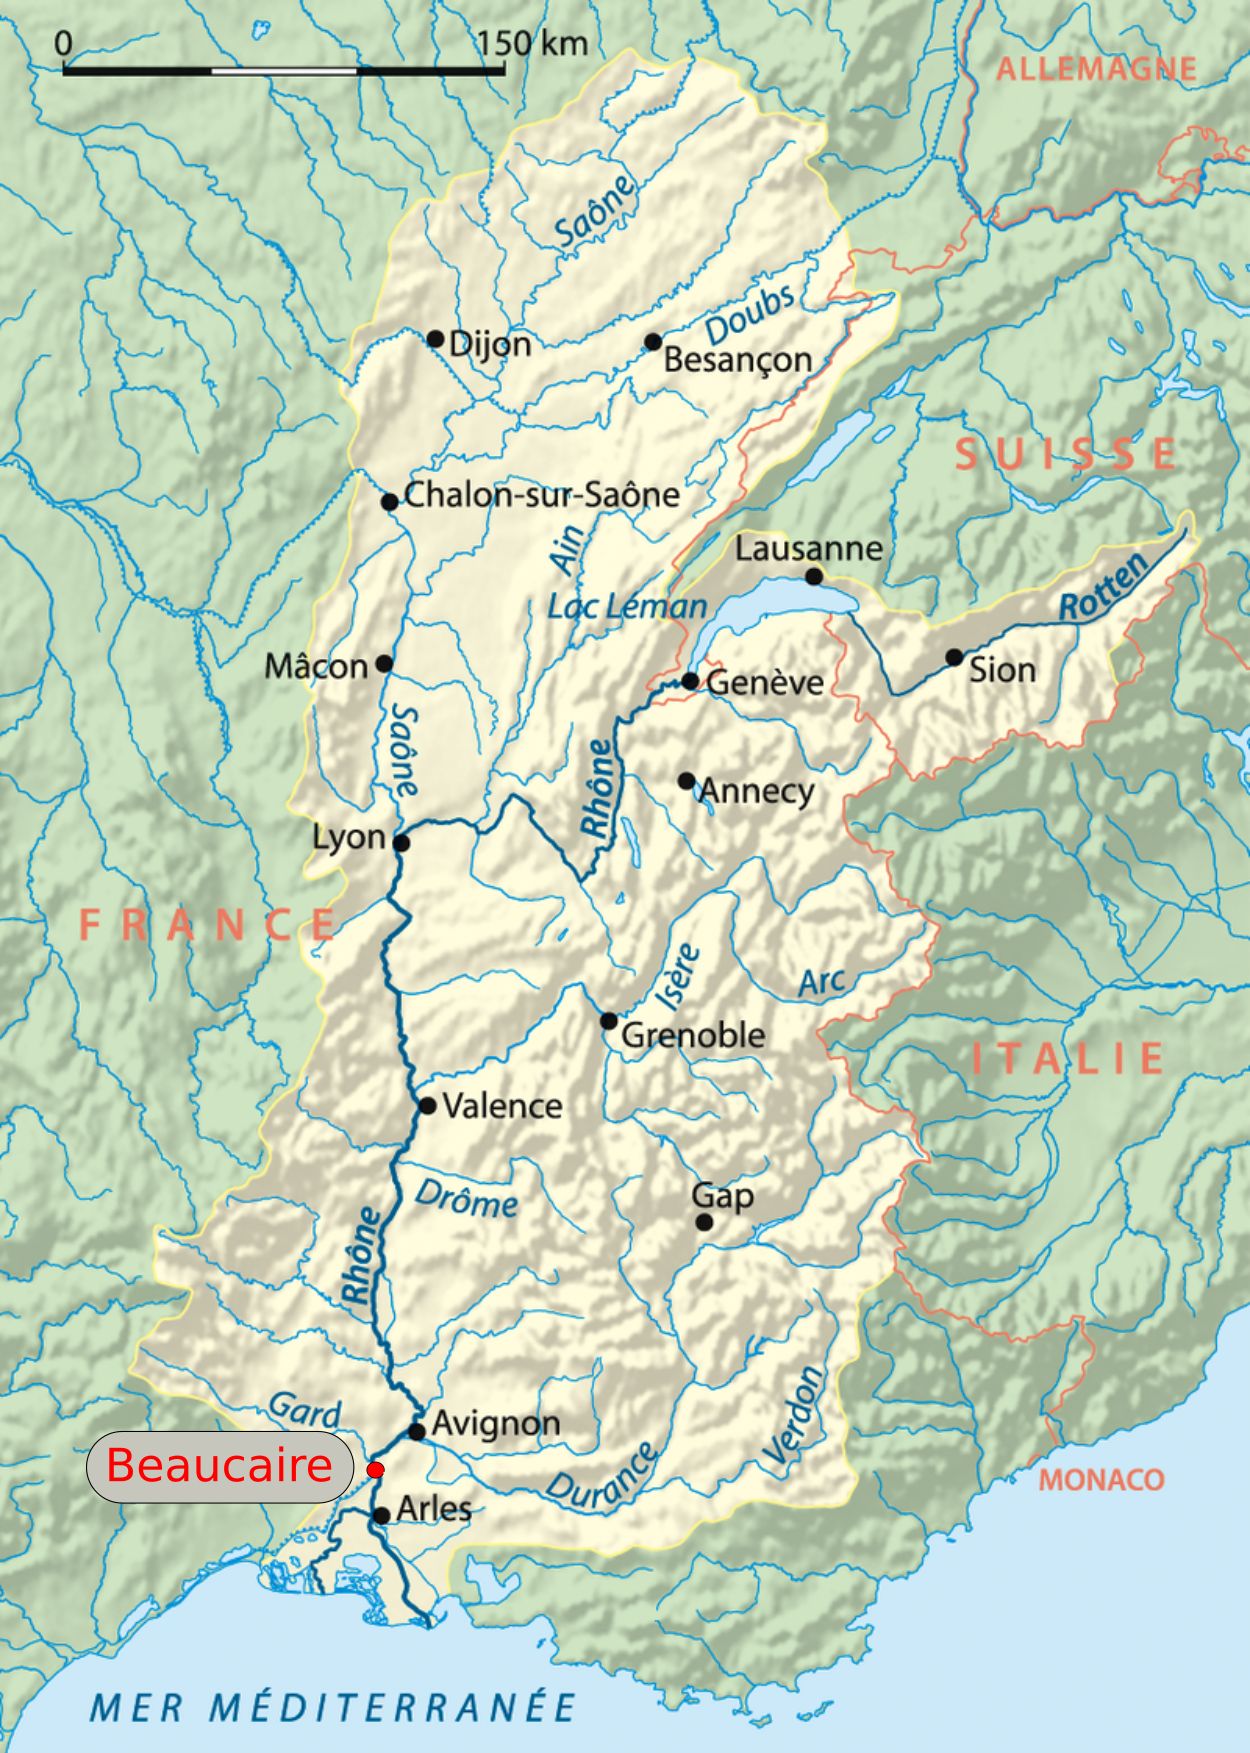 0 150 km
ALLEMAGNE
Saône
Doubs
Dijon
Besançon
SUISSE
Chalon-sur-Saône
Ain
Lausanne
Rotten
Lac Léman
Mâcon
Sion
Genève
Saône
Rhône
Annecy
Lyon
FRANCE
Isère
Arc
Grenoble
ITALIE
Valence
Drôme
Gap
Rhône
Gard
Avignon
Verdon
Beaucaire
Durance
MONACO
Arles
MER MÉDITERRANÉE